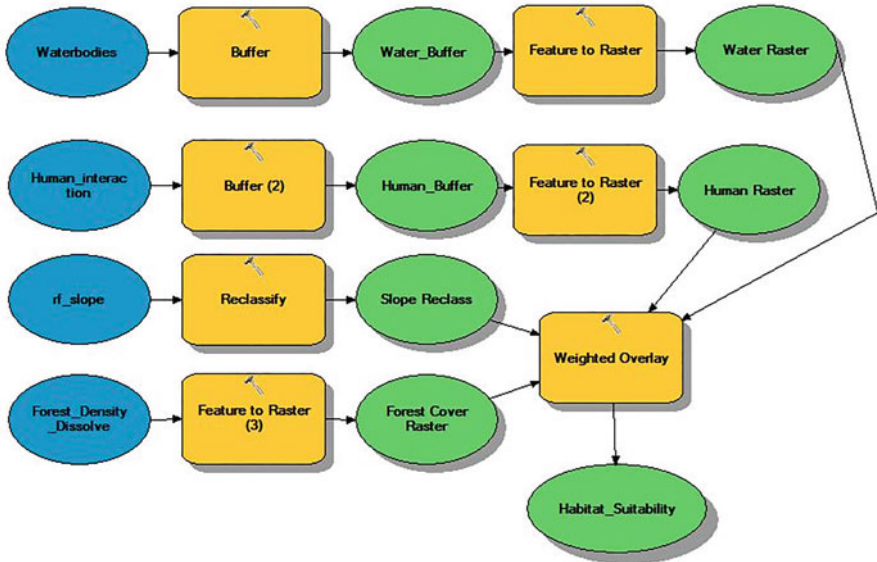 Waterbodies
Buffer
Water_Buffer
Feature to Raster
Water Raster
Human_interac
tion
Buffer (2)
Human_Buffer
Feature to Raster
(2)
Human Raster
rf_slope
Reclassify
Slope Reclass
Weighted Overlay
Forest_Density
_Dissolve
Feature to Raster
(3)
Forest Cover
Raster
Habitat_Suitability